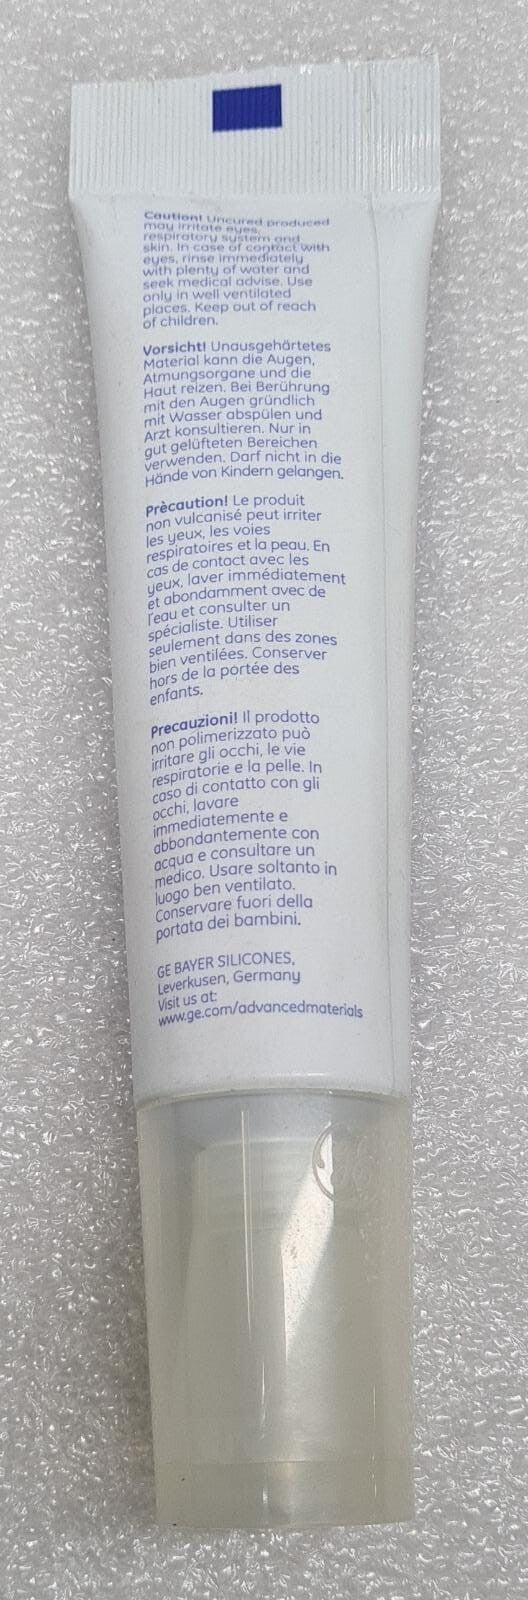 Caution! Uncured produced
may irritate eyes,
respiratory system and
skin. In case of contact with
eyes, rinse immediately
with plenty of water and
seek medical advise. Use
only in well ventilated
places. Keep out of reach
of children.
Vorsicht! Unausgehärtetes
Material kann die Augen,
Atmungsorgane und die
Haut reizen. Bei Berührung
mit den Augen gründlich
mit Wasser abspülen und
Arzt konsultieren. Nur in
gut gelüfteten Bereichen
verwenden. Darf nicht in die
Hände von Kindern gelangen.
Prècaution! Le produit
non vulcanisé peut irriter
les yeux, les voies
respiratoires et la peau. En
cas de contact avec les
yeux, laver immédiatement
et abondamment avec de
l'eau et consulter un
spécialiste. Utiliser
seulement dans des zones
bien ventilées. Conserver
hors de la portée des
enfants.
Precauzioni! Il prodotto
non polimerizzato può
irritare gli occhi, le vie
respiratorie e la pelle. In
caso di contatto con gli
occhi, lavare
immediatemente e
abbondantemente con
acqua e consultare un
medico. Usare soltanto in
luogo ben ventilato.
Conservare fuori della
portata dei bambini.
GE BAYER SILICONES,
Leverkusen, Germany
Visit us at:
www.ge.com/advancedmaterials